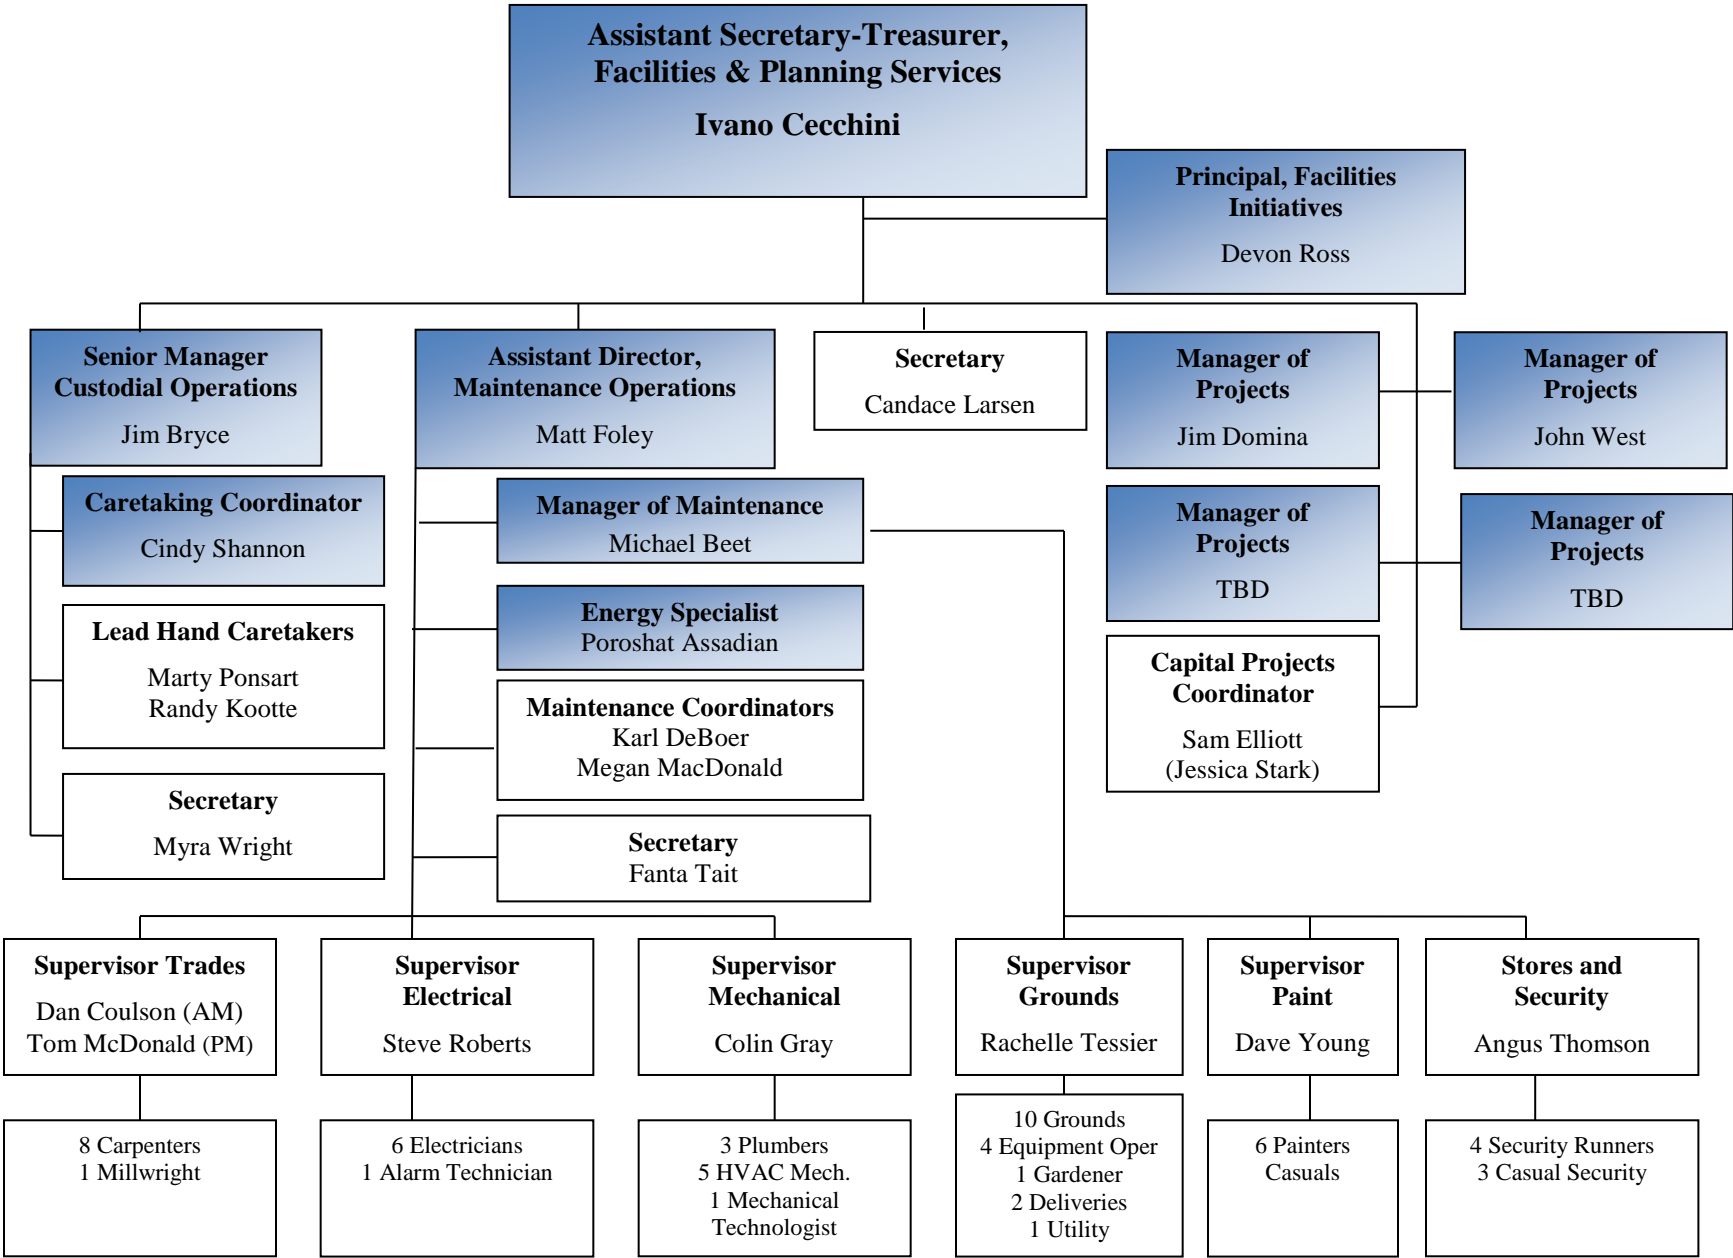 Assistant Secretary-Treasurer,
Facilities & Planning Services
Ivano Cecchini
Principal, Facilities
Initiatives
Devon Ross
Senior Manager
Custodial Operations
Jim Bryce
Assistant Director,
Maintenance Operations
Matt Foley
Secretary
Candace Larsen
Manager of
Projects
Jim Domina
Manager of
Projects
John West
Caretaking Coordinator
Cindy Shannon
Manager of Maintenance
Michael Beet
Manager of
Projects
TBD
Manager of
Projects
TBD
Lead Hand Caretakers
Marty Ponsart
Randy Kootte
Energy Specialist
Poroshat Assadian
Maintenance Coordinators
Karl DeBoer
Megan MacDonald
Capital Projects
Coordinator
Sam Elliott
(Jessica Stark)
Secretary
Myra Wright
Secretary
Fanta Tait
Supervisor Trades
Dan Coulson (AM)
Tom McDonald (PM)
Supervisor
Electrical
Steve Roberts
Supervisor
Mechanical
Colin Gray
Supervisor
Grounds
Rachelle Tessier
Supervisor
Paint
Dave Young
Stores and
Security
Angus Thomson
8 Carpenters
1 Millwright
6 Electricians
1 Alarm Technician
3 Plumbers
5 HVAC Mech.
1 Mechanical
Technologist
10 Grounds
4 Equipment Oper
1 Gardener
2 Deliveries
1 Utility
6 Painters
Casuals
4 Security Runners
3 Casual Security